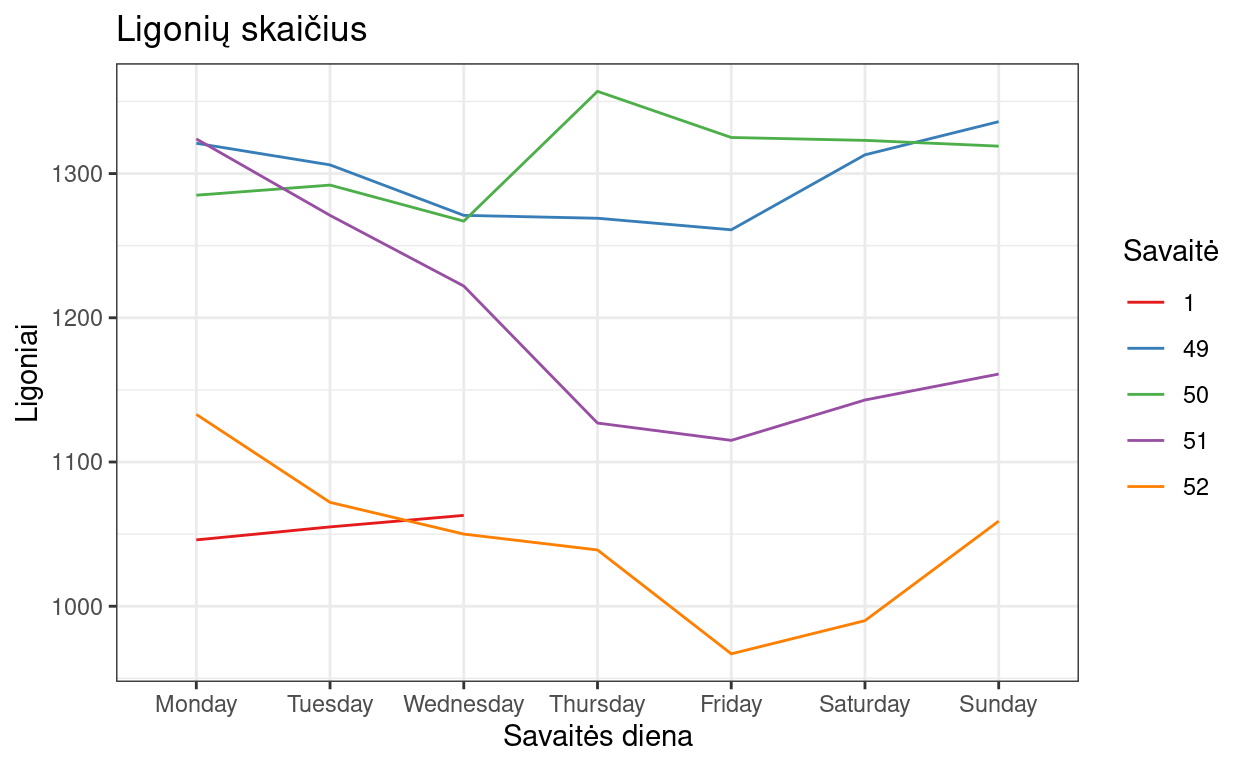 Ligonių skaičius
Ligoniai
1300
1200
1100
1000
Monday Tuesday Wednesday Thursday Friday Saturday Sunday
Savaitės diena
Savaitė
1
49
50
51
52